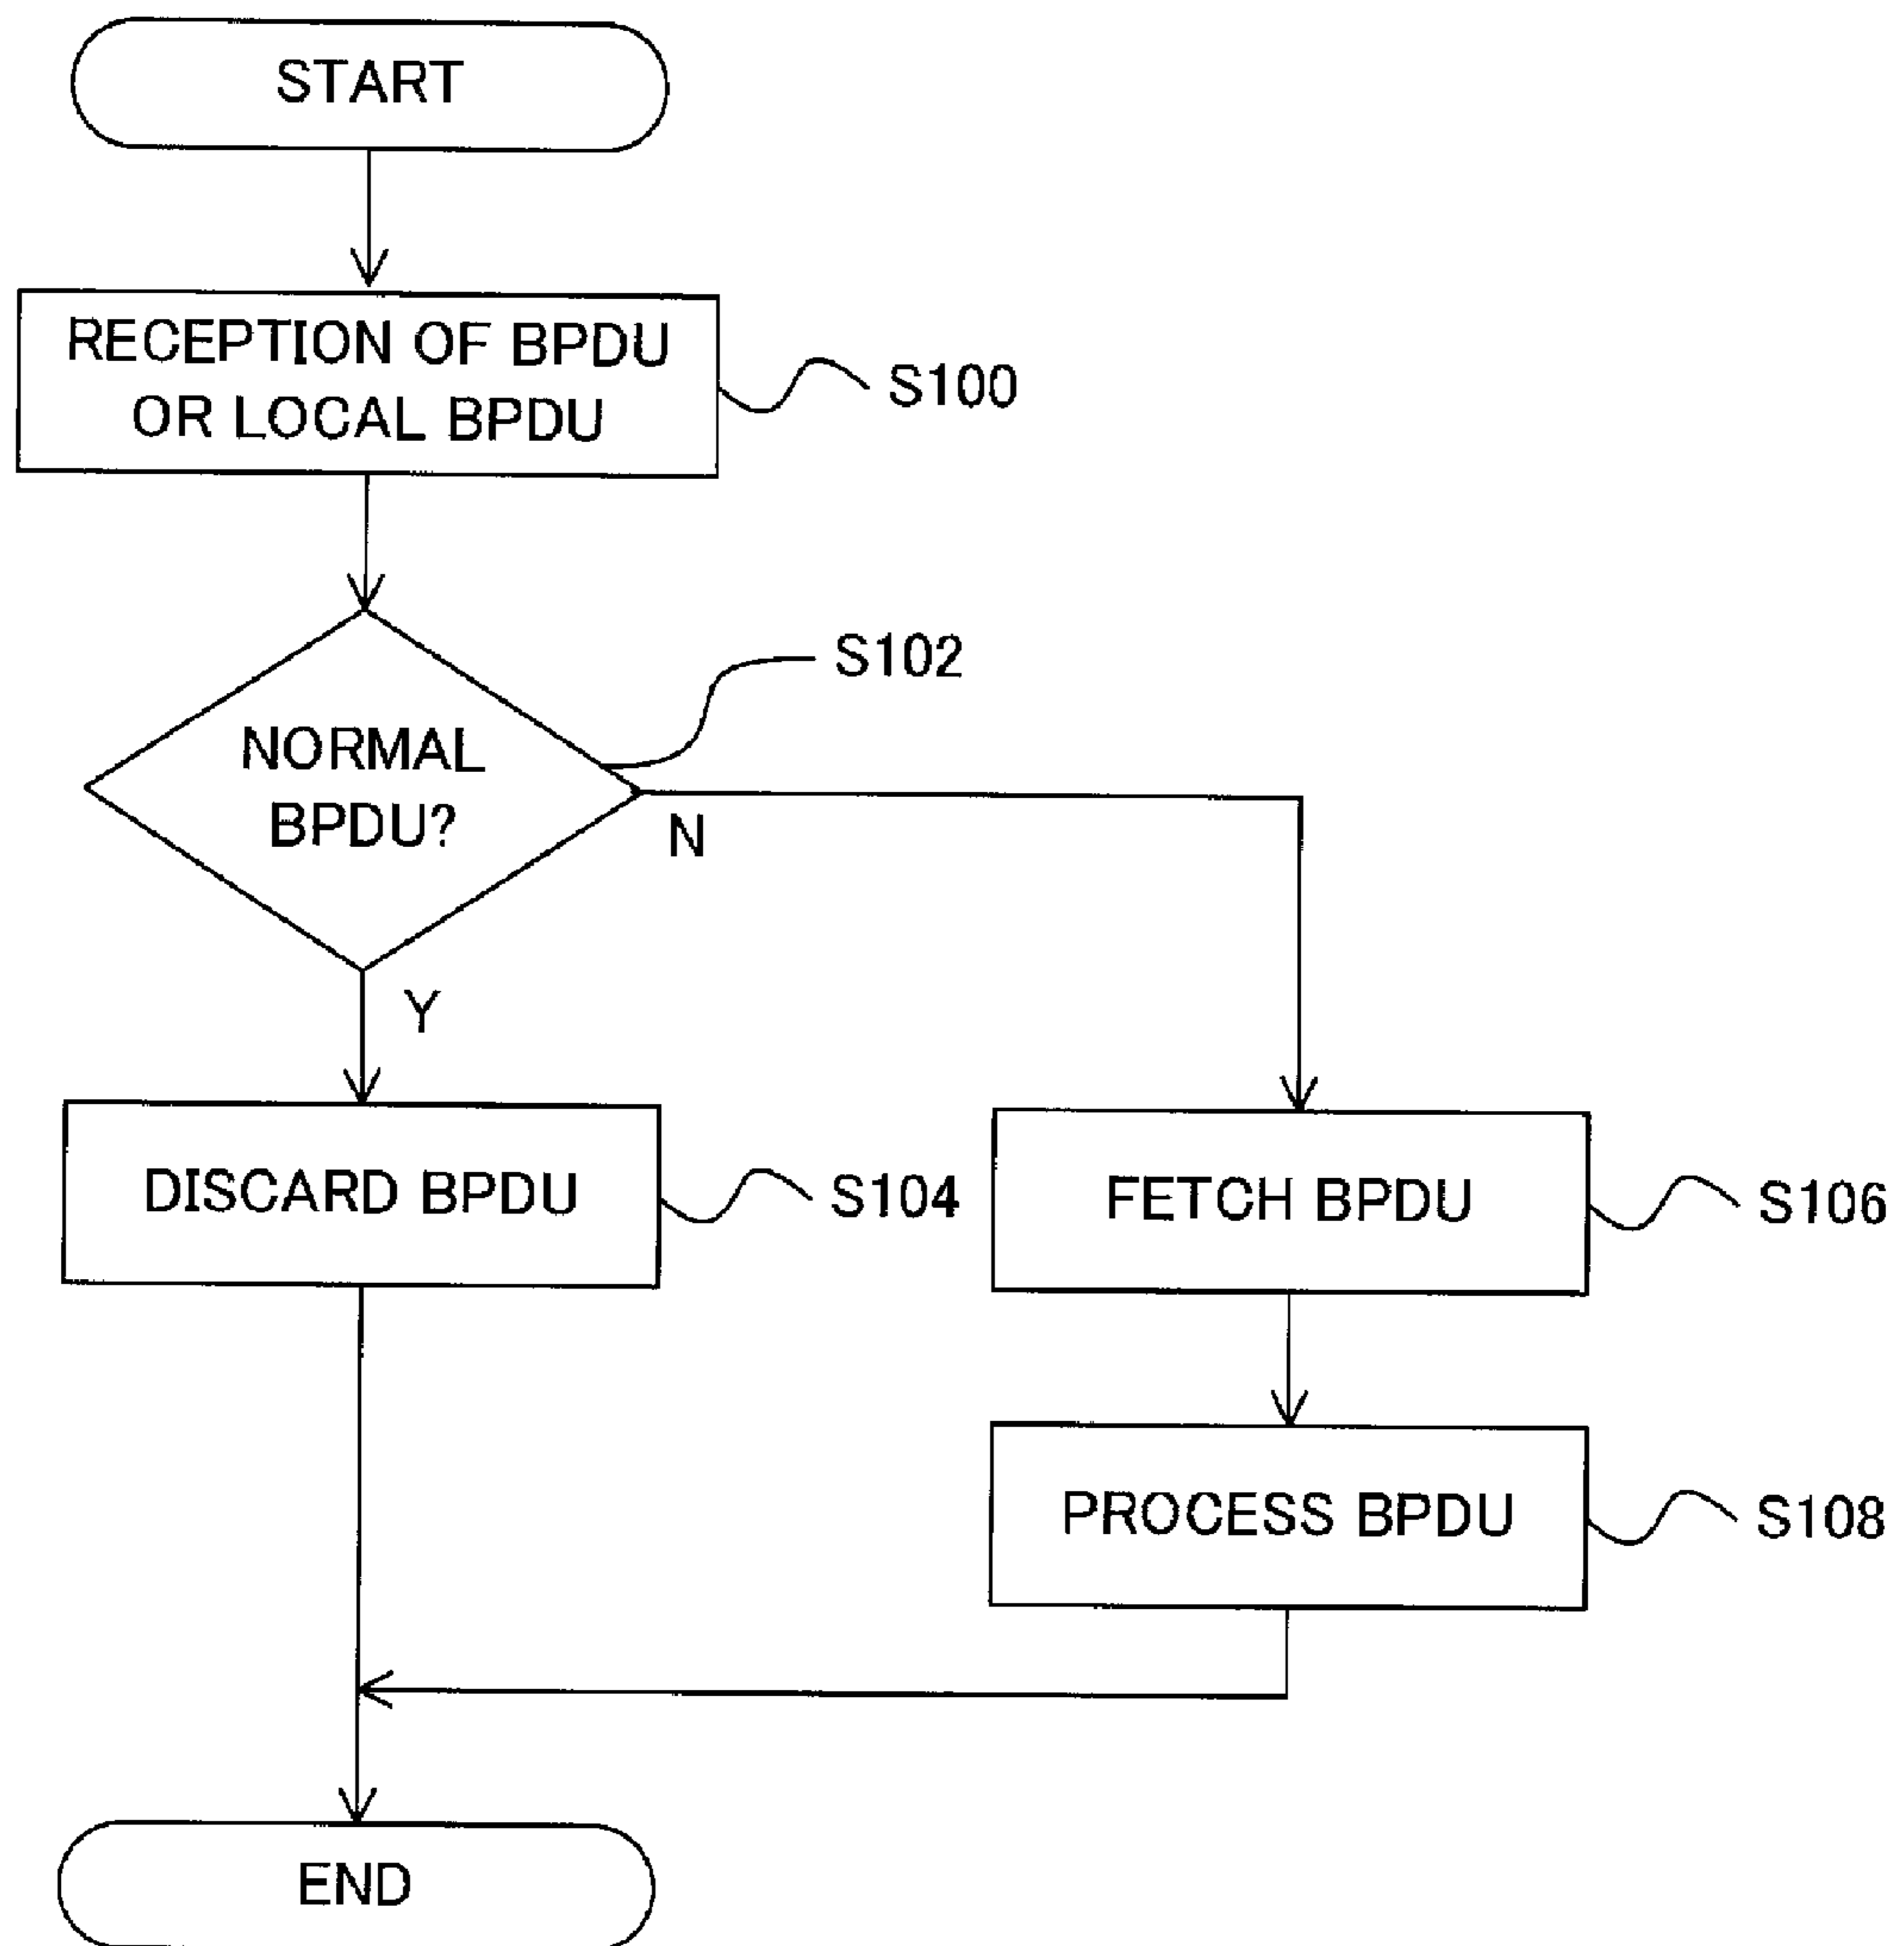 START
RECEPTION OF BPDU
OR LOCAL BPDU
S100
S102
NORMAL
BPDU?
N
Y
DISCARD BPDU
S104
FETCH BPDU
S106
PROCESS BPDU
S108
END